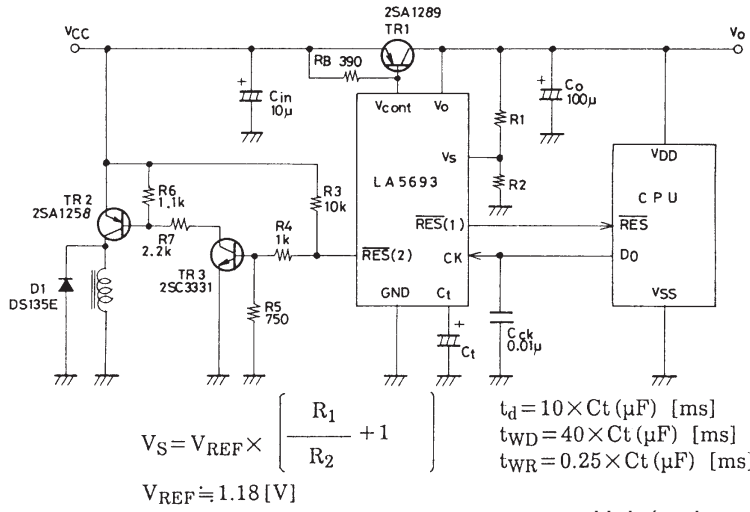 2SA1289
TR1
VCC
Vo
RB 390
+
Cin
10μ
Vcont
Vo
+
Co
100μ
R1
Vs
R2
LA5693
VDD
CPU
TR2
2SA1258
R6
1.1k
R7
2.2k
R3
10k
R4
1k
RES(1)
RES
RES(2)
CK
Do
TR3
2SC3331
D1
DS135E
R5
750
GND
Ct
VSS
+
Ct
Cck
0.01μ
VS=VREF×(R1/R2+1)
VREF≒1.18[V]
td=10×Ct(μF) [ms]
tWD=40×Ct(μF) [ms]
tWR=0.25×Ct(μF) [ms]